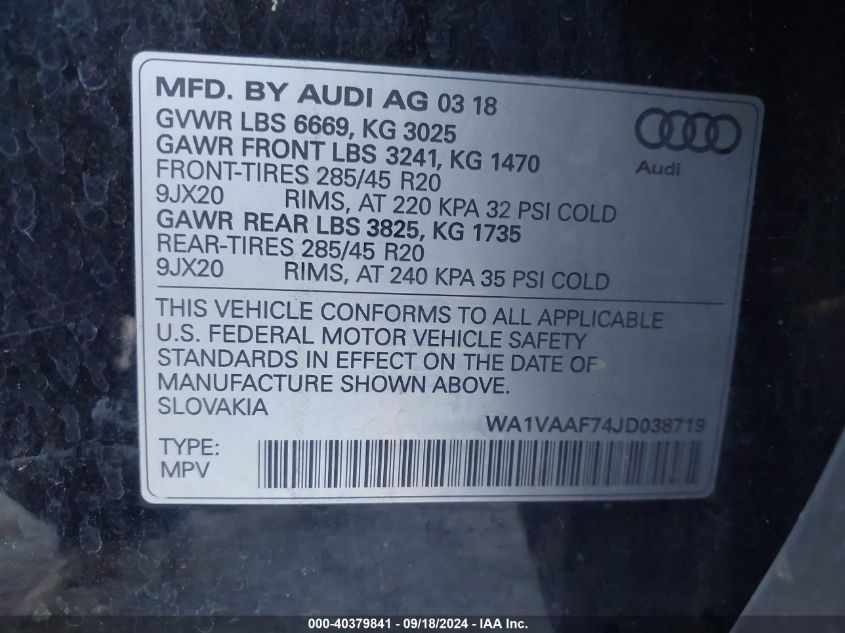 MFD. BY AUDI AG 03 18
GVWR LBS 6669, KG 3025
GAWR FRONT LBS 3241, KG 1470
FRONT-TIRES 285/45 R20
9JX20 RIMS, AT 220 KPA 32 PSI COLD
GAWR REAR LBS 3825, KG 1735
REAR-TIRES 285/45 R20
9JX20 RIMS, AT 240 KPA 35 PSI COLD
Audi
THIS VEHICLE CONFORMS TO ALL APPLICABLE
U.S. FEDERAL MOTOR VEHICLE SAFETY
STANDARDS IN EFFECT ON THE DATE OF
MANUFACTURE SHOWN ABOVE.
SLOVAKIA
WA1VAAF74JD038719
TYPE:
MPV
000-40379841 - 09/18/2024 - IAA Inc.